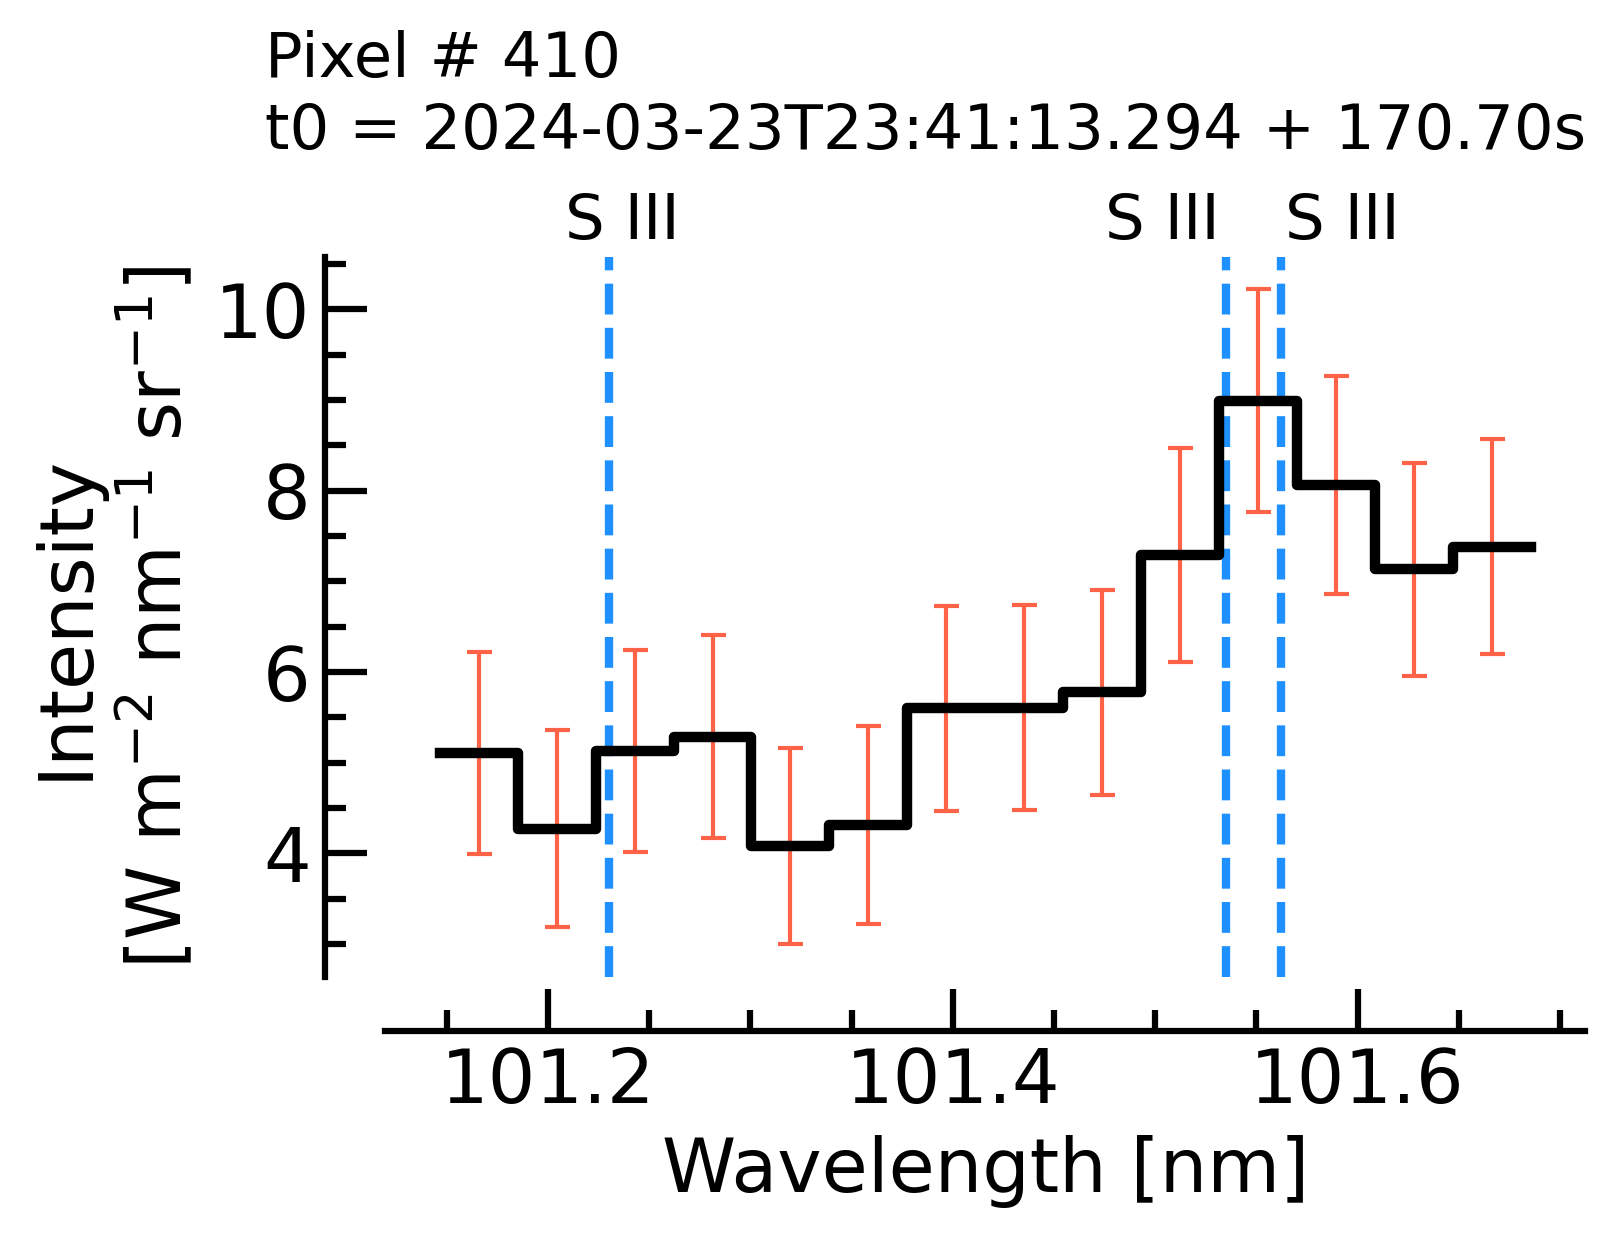 Pixel # 410
t0 = 2024-03-23T23:41:13.294 + 170.70s
S III S III S III
Intensity
[W m⁻² nm⁻¹ sr⁻¹]
10
8
6
4
101.2 101.4 101.6
Wavelength [nm]